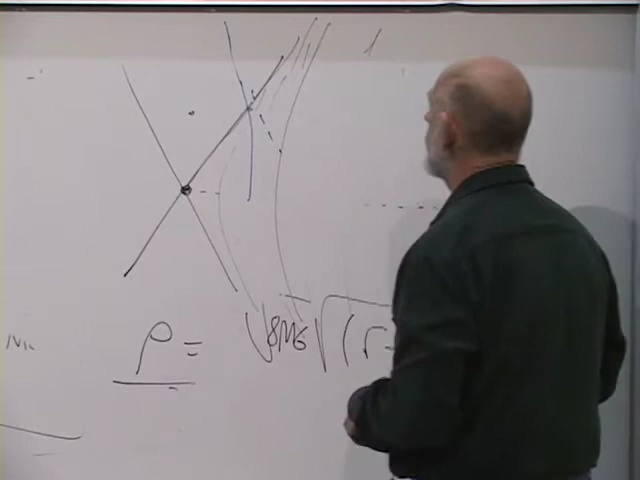 ρ = √8MG √(r-